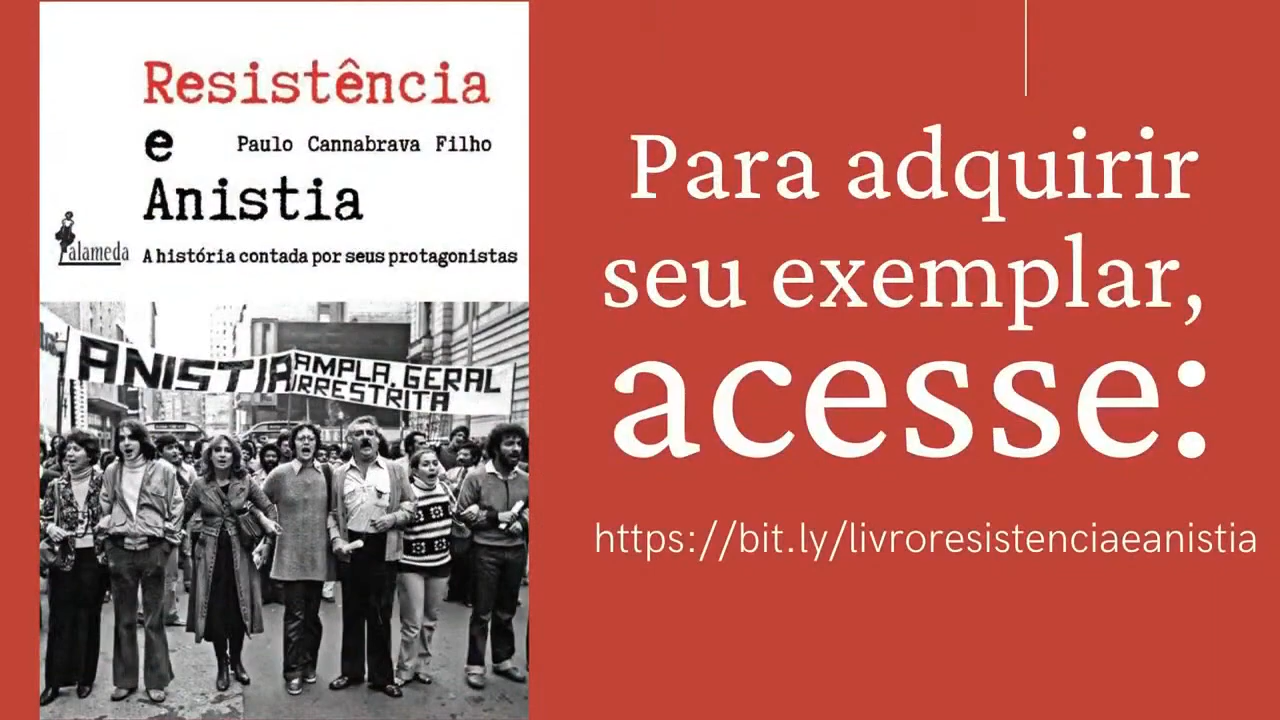 Resistência
e
Paulo Cannabrava Filho
Anistia
alameda
A história contada por seus protagonistas
ANISTIA
AMPLA, GERAL
IRRESTRITA
Para adquirir
seu exemplar,
acesse:
https://bit.ly/livroresistenciaeanistia